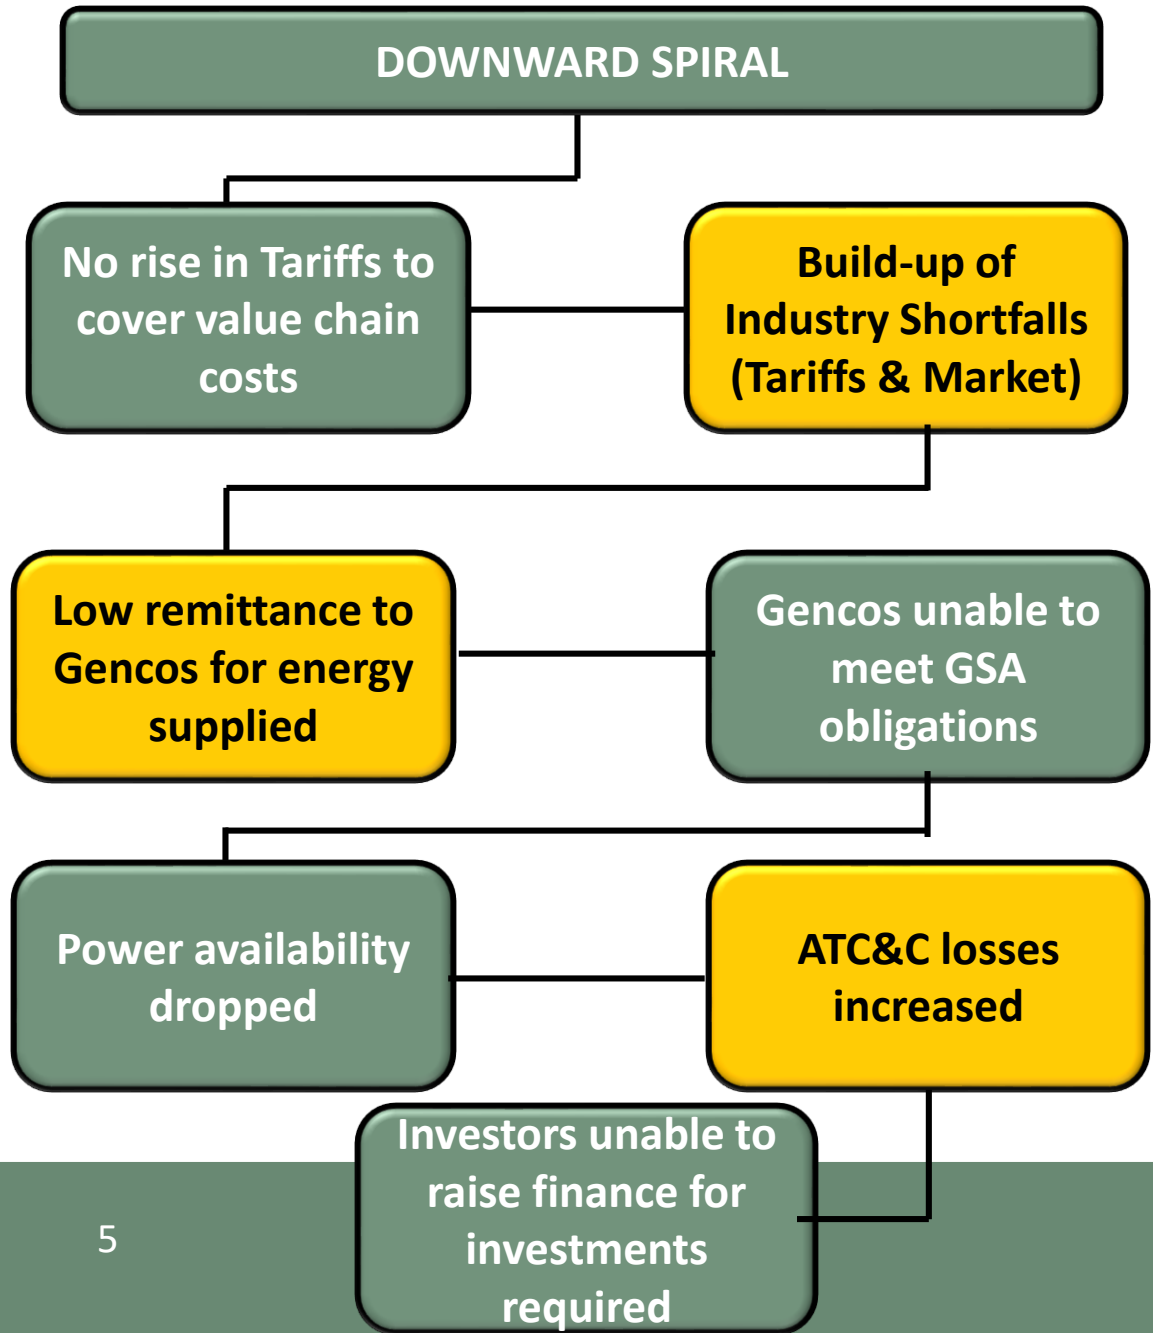 DOWNWARD SPIRAL
No rise in Tariffs to
cover value chain
costs
Build-up of
Industry Shortfalls
(Tariffs & Market)
Low remittance to
Gencos for energy
supplied
Gencos unable to
meet GSA
obligations
Power availability
dropped
ATC&C losses
increased
Investors unable to
raise finance for
investments
required
5